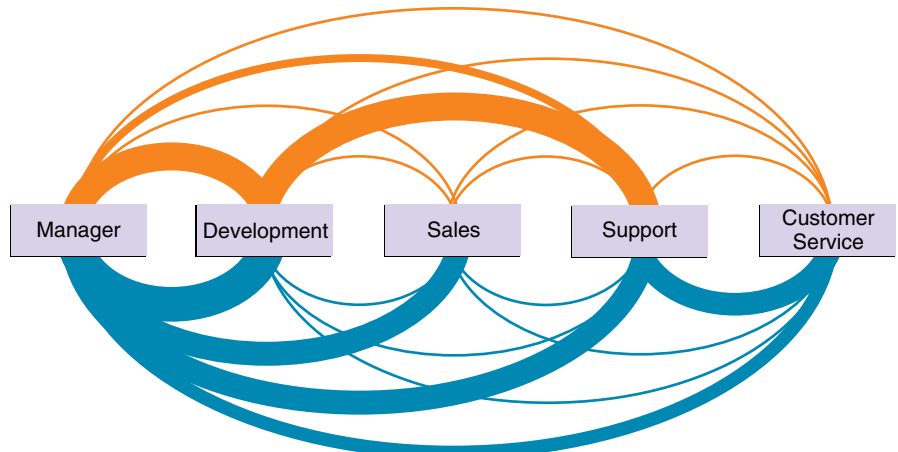 Manager
Development
Sales
Support
Customer
Service